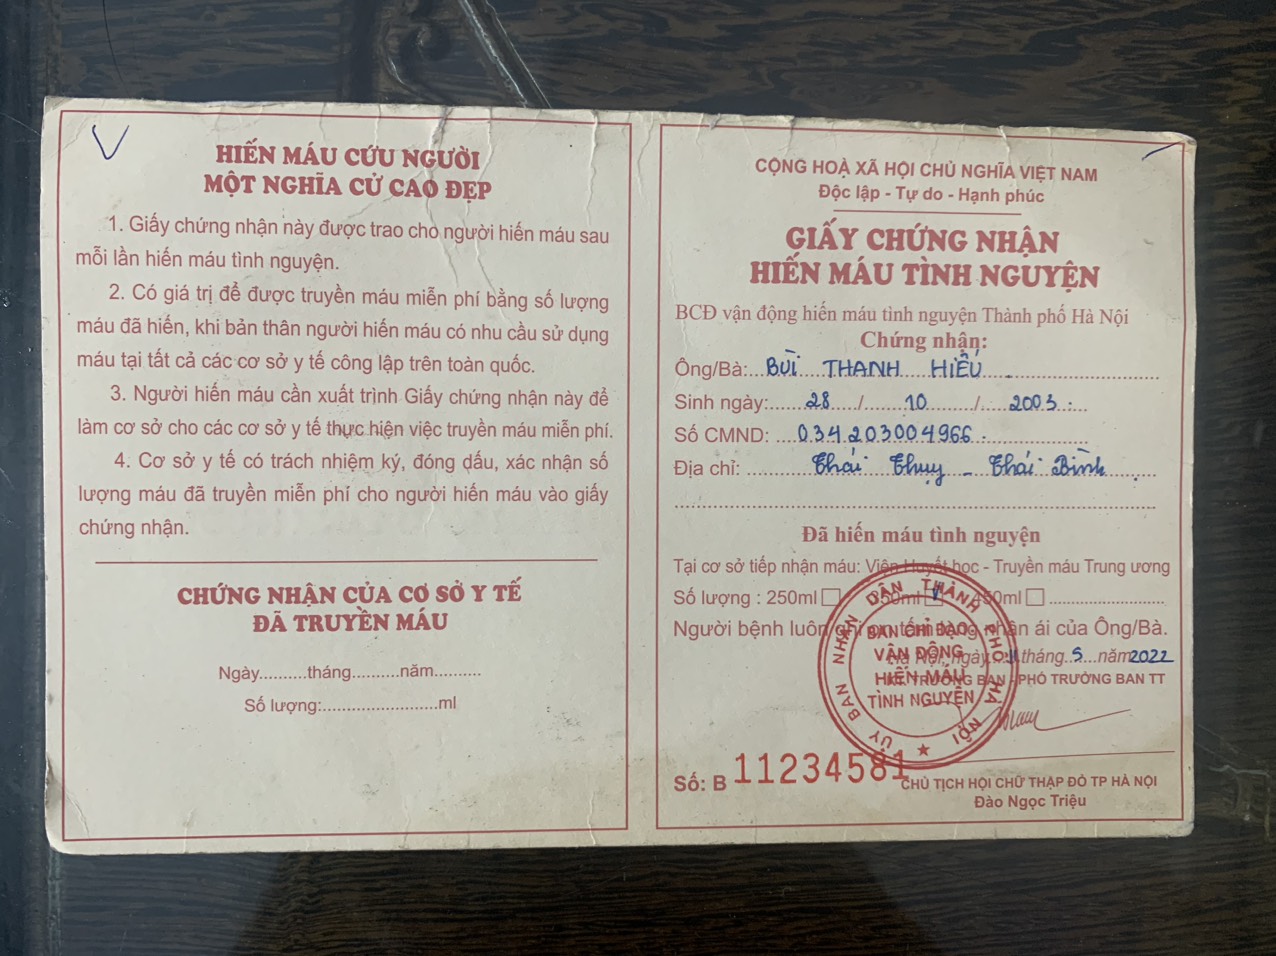 HIẾN MÁU CỨU NGƯỜI
MỘT NGHĨA CỬ CAO ĐẸP
1. Giấy chứng nhận này được trao cho người hiến máu sau
mỗi lần hiến máu tình nguyện.
2. Có giá trị để được truyền máu miễn phí bằng số lượng
máu đã hiến, khi bản thân người hiến máu có nhu cầu sử dụng
máu tại tất cả các cơ sở y tế công lập trên toàn quốc.
3. Người hiến máu cần xuất trình Giấy chứng nhận này để
làm cơ sở cho các cơ sở y tế thực hiện việc truyền máu miễn phí.
4. Cơ sở y tế có trách nhiệm ký, đóng dấu, xác nhận số
lượng máu đã truyền miễn phí cho người hiến máu vào giấy
chứng nhận.
CHỨNG NHẬN CỦA CƠ SỞ Y TẾ
ĐÃ TRUYỀN MÁU
Ngày..........tháng..........năm..........
Số lượng:.......................ml
CỘNG HOÀ XÃ HỘI CHỦ NGHĨA VIỆT NAM
Độc lập - Tự do - Hạnh phúc
GIẤY CHỨNG NHẬN
HIẾN MÁU TÌNH NGUYỆN
BCĐ vận động hiến máu tình nguyện Thành phố Hà Nội
Chứng nhận:
Ông/Bà: BÙI THANH HIẾU
Sinh ngày: 28 / 10 / 2003
Số CMND: 034203004966
Địa chỉ: Thái Thụy - Thái Bình
Đã hiến máu tình nguyện
Tại cơ sở tiếp nhận máu: Viện Huyết học - Truyền máu Trung ương
Số lượng : 250ml 350ml 450ml
Người bệnh luôn ghi ơn tấm lòng nhân ái của Ông/Bà.
Hà Nội, ngày 11 tháng 5 năm 2022
KT. TRƯỞNG BAN - PHÓ TRƯỞNG BAN TT
ỦY BAN NHÂN DÂN THÀNH PHỐ HÀ NỘI
BAN CHỈ ĐẠO
VẬN ĐỘNG
HIẾN MÁU
TÌNH NGUYỆN
Số: B 11234581
CHỦ TỊCH HỘI CHỮ THẬP ĐỎ TP HÀ NỘI
Đào Ngọc Triệu